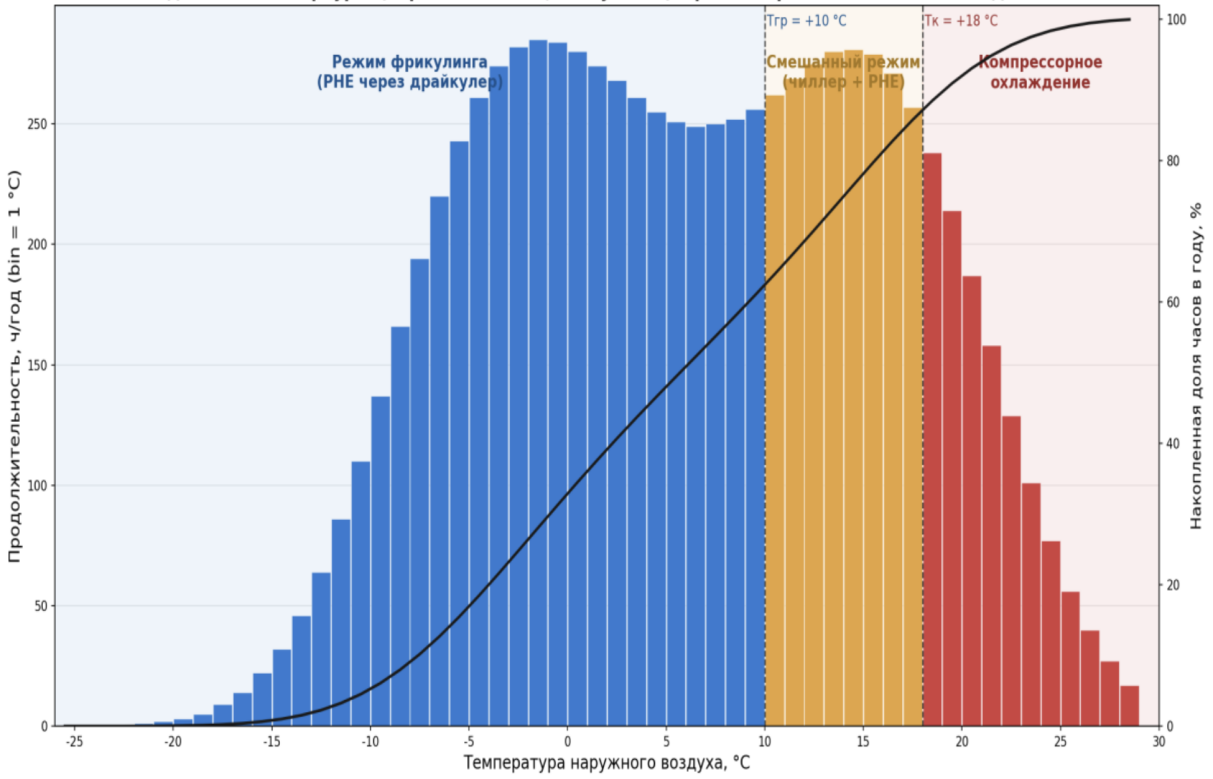 Tгр = +10 °C
Tк = +18 °C
Режим фрикулинга
(PHE через драйкулер)
Смешанный режим
(чиллер + PHE)
Компрессорное
охлаждение
Продолжительность, ч/год (bin = 1 °C)
0
50
100
150
200
250
Накопленная доля часов в году, %
100
80
60
40
20
0
-25 -20 -15 -10 -5 0 5 10 15 20 25 30
Температура наружного воздуха, °C